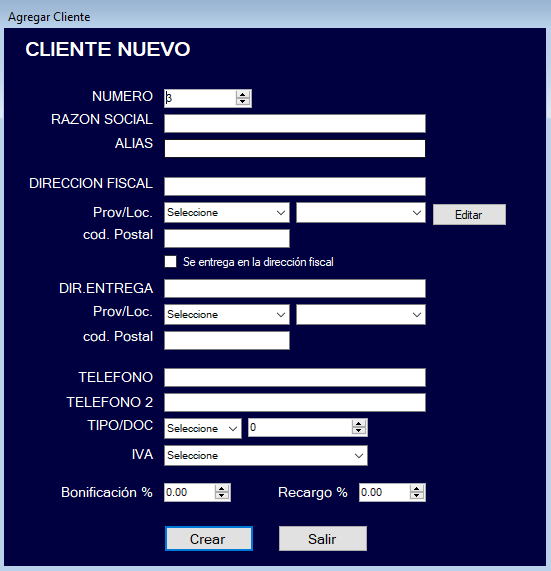 Agregar Cliente
CLIENTE NUEVO
NUMERO 3
RAZON SOCIAL
ALIAS
DIRECCION FISCAL
Prov/Loc. Seleccione Editar
cod. Postal
Se entrega en la dirección fiscal
DIR.ENTREGA
Prov/Loc. Seleccione
cod. Postal
TELEFONO
TELEFONO 2
TIPO/DOC Seleccione 0
IVA Seleccione
Bonificación % 0.00 Recargo % 0.00
Crear Salir